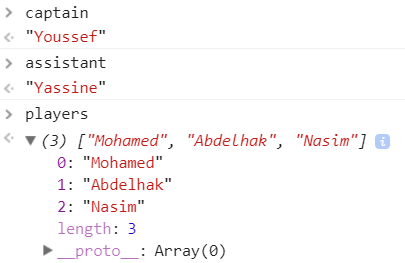 captain
"Youssef"
assistant
"Yassine"
players
(3) ["Mohamed", "Abdelhak", "Nasim"] i
0: "Mohamed"
1: "Abdelhak"
2: "Nasim"
length: 3
__proto__: Array(0)